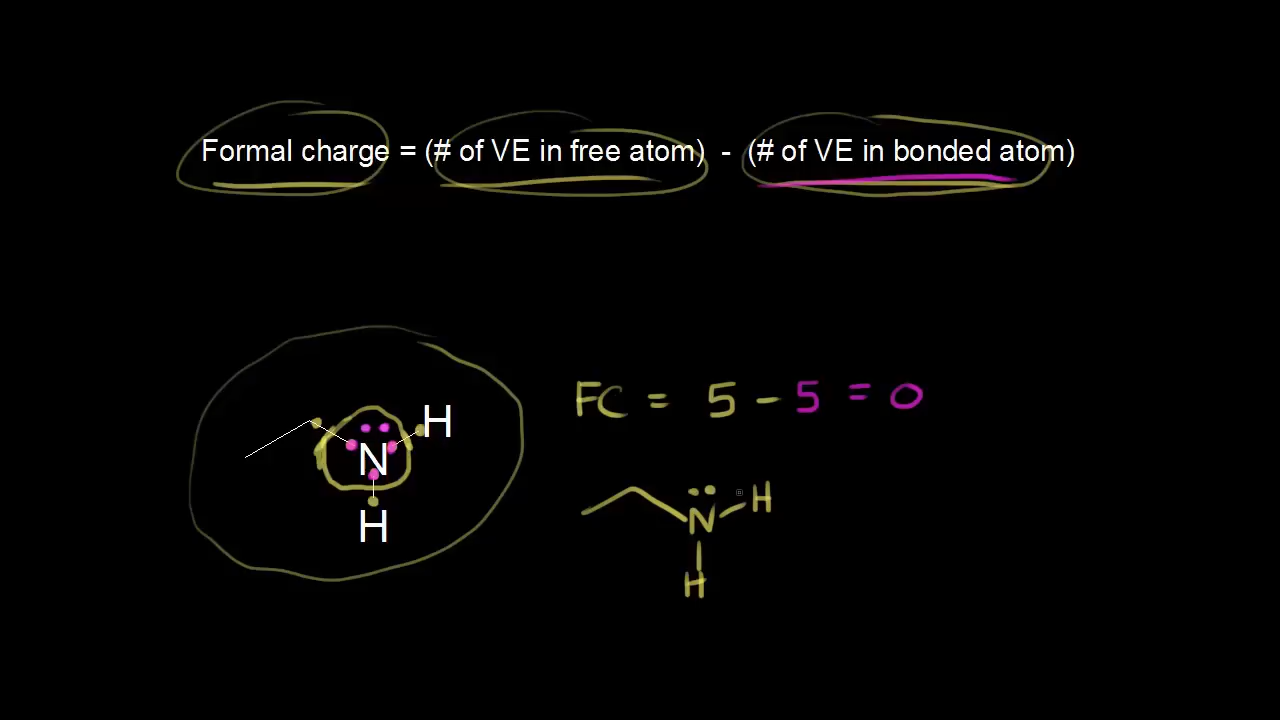 Formal charge = (# of VE in free atom) - (# of VE in bonded atom)
FC = 5 - 5 = 0
H
N
H
N H
H